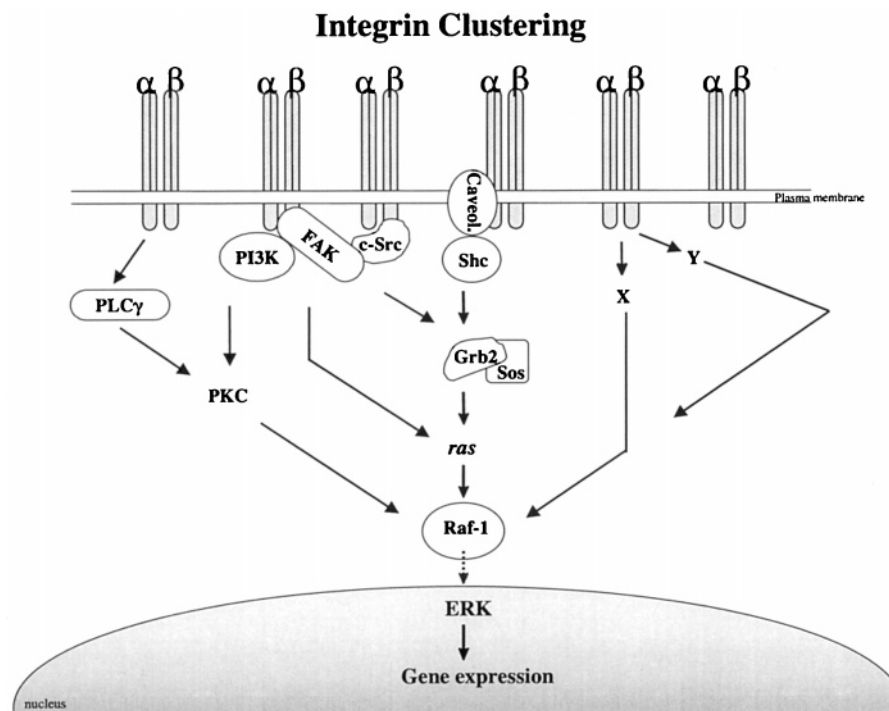 Integrin Clustering
α β α β α β α β α β α β
Plasma membrane
Caveol.
PI3K FAK c-Src Shc Y
PLCγ X
Grb2
Sos
PKC
ras
Raf-1
ERK
Gene expression
nucleus